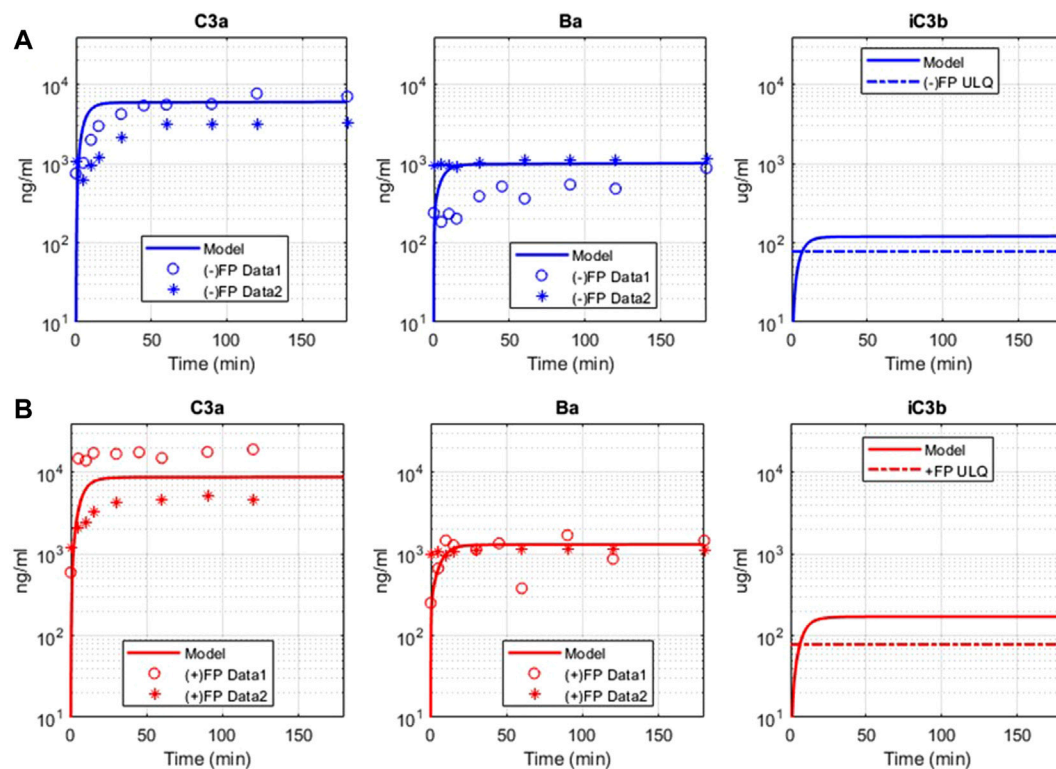 A
C3a
Ba
iC3b
10^4
10^3
10^2
10^1
ng/ml
0
50
100
150
Time (min)
Model
(-)FP Data1
(-)FP Data2
10^4
10^3
10^2
10^1
ng/ml
0
50
100
150
Time (min)
Model
(-)FP Data1
(-)FP Data2
10^4
10^3
10^2
10^1
ug/ml
0
50
100
150
Time (min)
Model
(-)FP ULQ
B
C3a
Ba
iC3b
10^4
10^3
10^2
10^1
ng/ml
0
50
100
150
Time (min)
Model
(+)FP Data1
(+)FP Data2
10^4
10^3
10^2
10^1
ng/ml
0
50
100
150
Time (min)
Model
(+)FP Data1
(+)FP Data2
10^4
10^3
10^2
10^1
ug/ml
0
50
100
150
Time (min)
Model
+FP ULQ